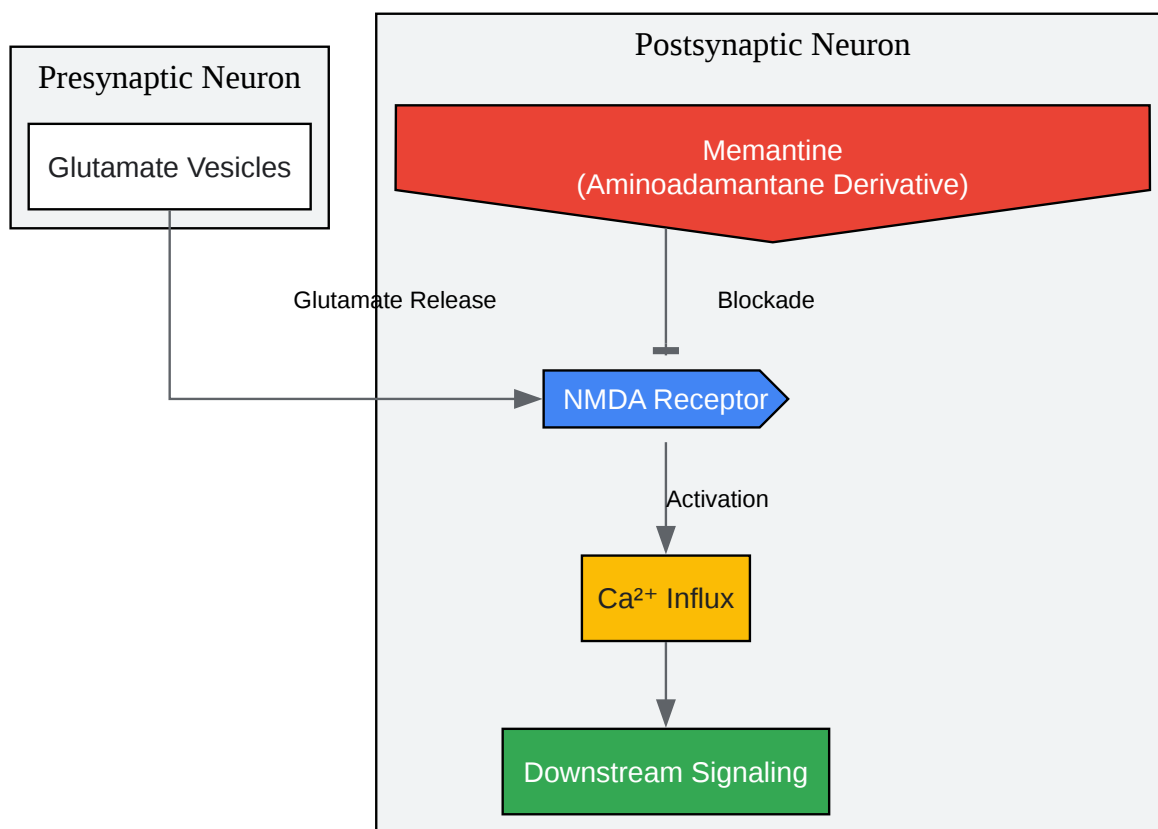 Presynaptic Neuron
Glutamate Vesicles
Postsynaptic Neuron
Memantine
(Aminoadamantane Derivative)
Glutamate Release
Blockade
NMDA Receptor
Activation
Ca²⁺ Influx
Downstream Signaling